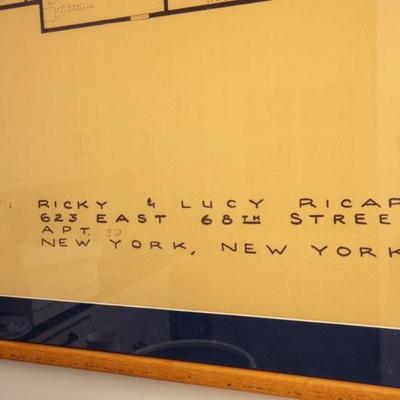 : RICKY & LUCY RICAR
623 EAST 68TH STREE
APT. 3D
NEW YORK, NEW YORK